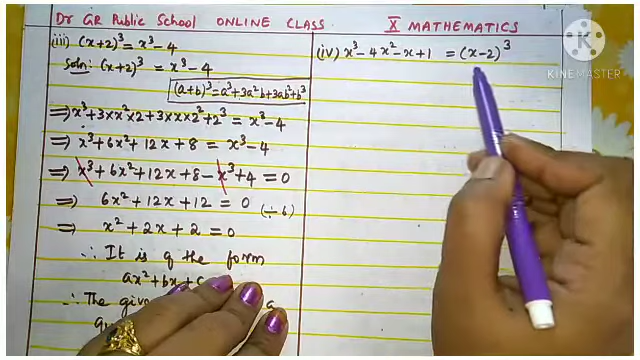 Dr GR Public School ONLINE CLASS
X MATHEMATICS
iii) (x+2)³ = x³-4
Soln: (x+2)³ = x³-4
(a+b)³=a³+3a²b+3ab²+b³
⇒ x³+3×x²×2+3×x×2²+2³ = x³-4
⇒ x³+6x²+12x+8 = x³-4
⇒ x³+6x²+12x+8-x³+4 = 0
⇒ 6x²+12x+12 = 0 (÷6)
⇒ x²+2x+2 = 0
∴ It is of the form
ax²+bx+c
∴ The a
(iv) x³-4x²-x+1 = (x-2)³
KINEMASTER